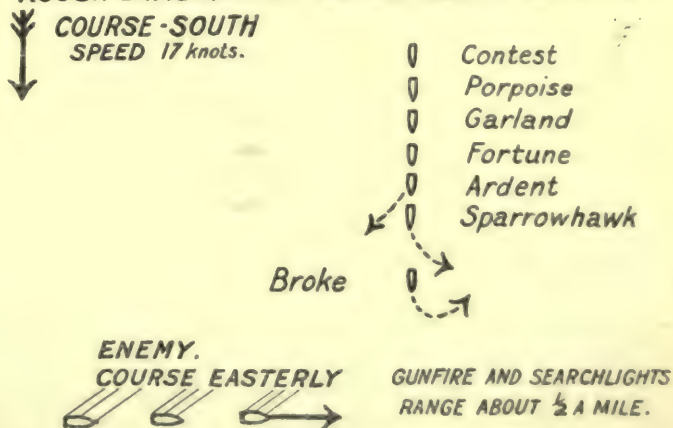 COURSE - SOUTH
SPEED 17 knots.
Contest
Porpoise
Garland
Fortune
Ardent
Sparrowhawk
Broke
ENEMY.
COURSE EASTERLY
GUNFIRE AND SEARCHLIGHTS
RANGE ABOUT ½ A MILE.